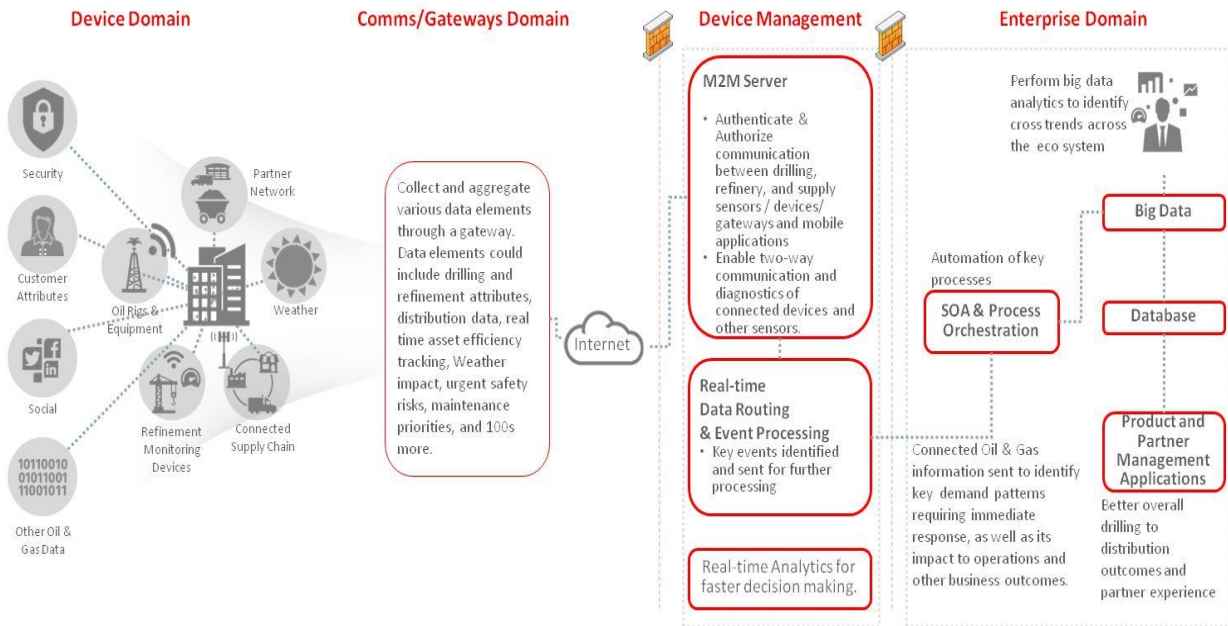 Device Domain
Comms/Gateways Domain
Device Management
Enterprise Domain
Security
Partner
Network
Customer
Attributes
Oil Rigs &
Equipment
Weather
Social
Refinement
Monitoring
Devices
Connected
Supply Chain
10110010
01011001
11001011
Other Oil &
Gas Data
Collect and aggregate
various data elements
through a gateway.
Data elements could
include drilling and
refinement attributes,
distribution data, real
time asset efficiency
tracking, Weather
impact, urgent safety
risks, maintenance
priorities, and 100s
more.
Internet
M2M Server
• Authenticate &
Authorize
communication
between drilling,
refinery, and supply
sensors / devices/
gateways and mobile
applications
• Enable two-way
communication and
diagnostics of
connected devices and
other sensors.
Real-time
Data Routing
& Event Processing
• Key events identified
and sent for further
processing
Real-time Analytics for
faster decision making.
Perform big data
analytics to identify
cross trends across
the eco system
Big Data
Automation of key
processes
SOA & Process
Orchestration
Database
Connected Oil & Gas
information sent to identify
key demand patterns
requiring immediate
response, as well as its
impact to operations and
other business outcomes.
Product and
Partner
Management
Applications
Better overall
drilling to
distribution
outcomes and
partner experience